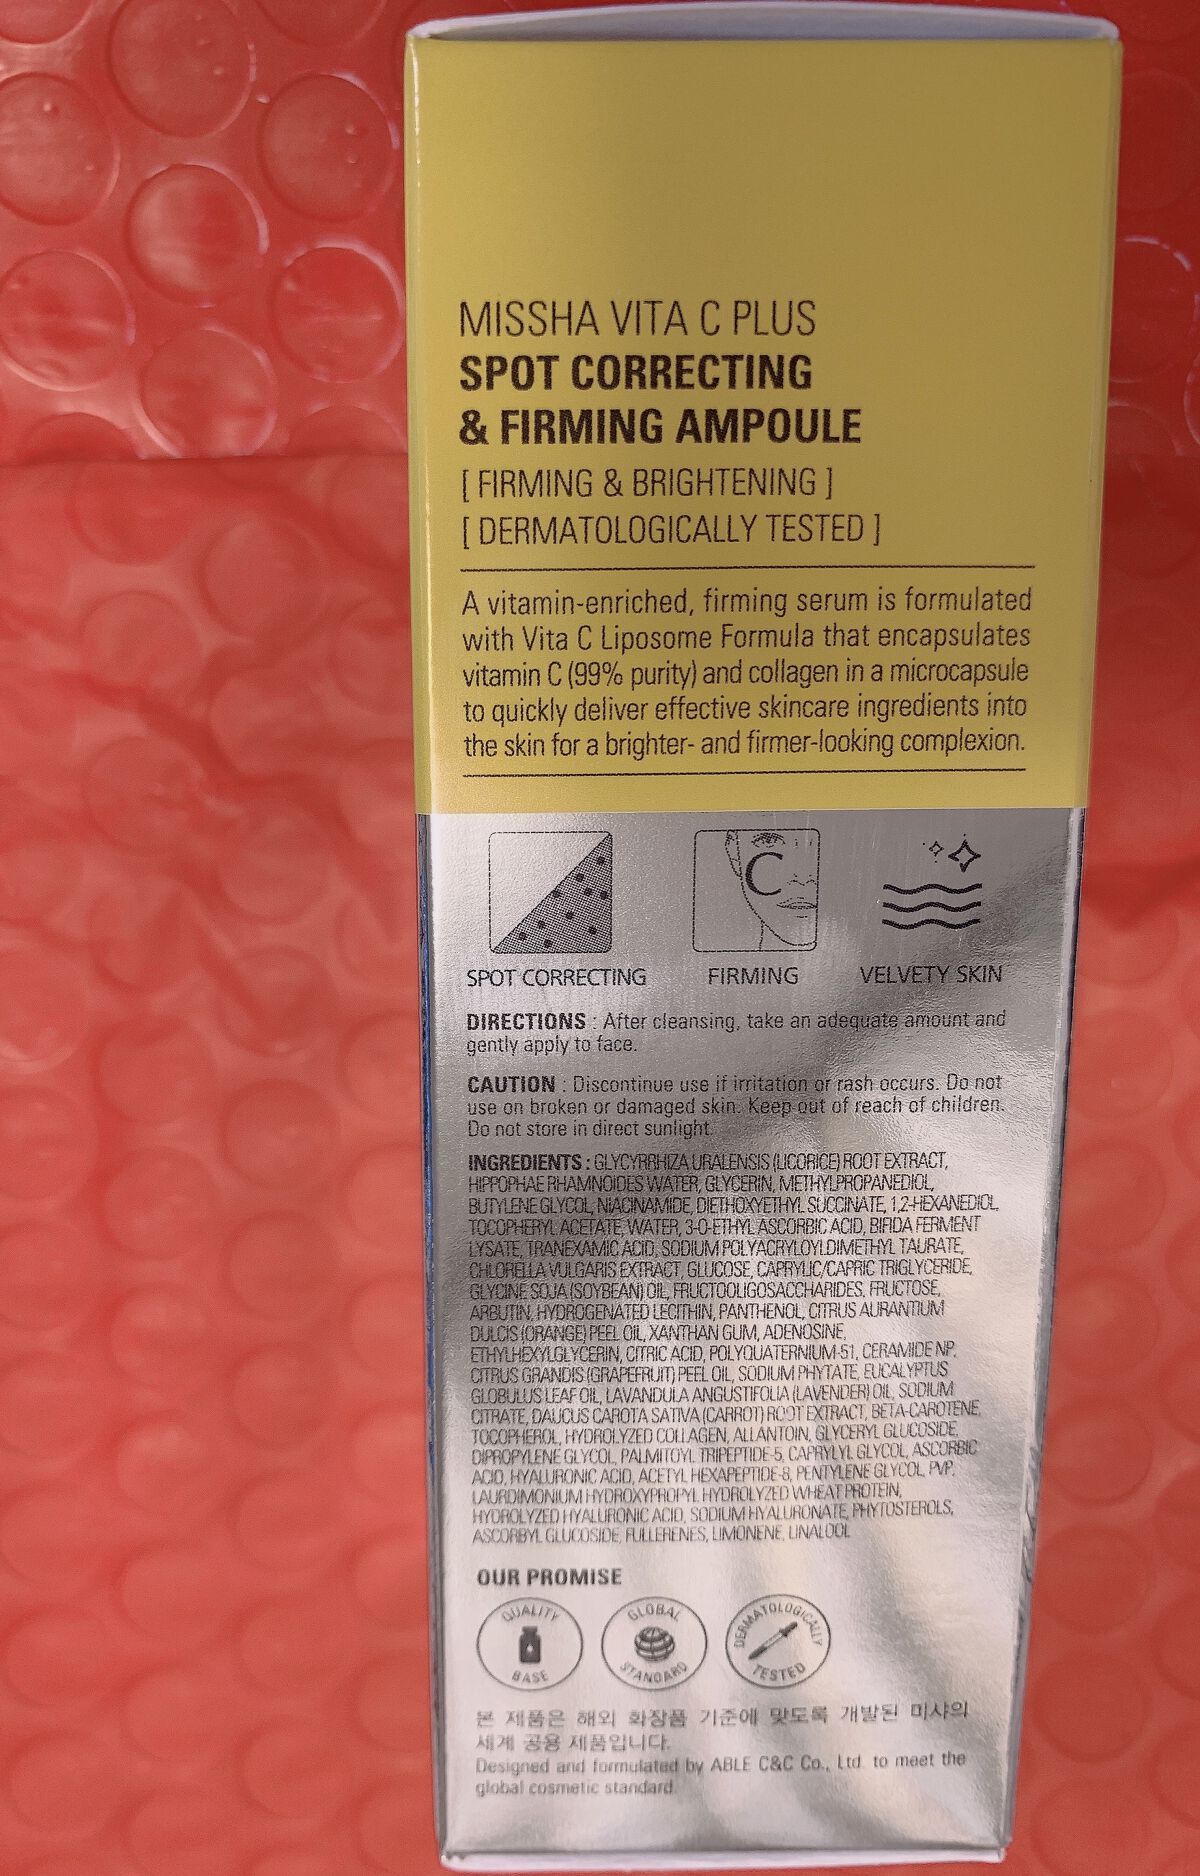 MISSHA VITA C PLUS
SPOT CORRECTING
& FIRMING AMPOULE
[ FIRMING & BRIGHTENING ]
[ DERMATOLOGICALLY TESTED ]
A vitamin-enriched, firming serum is formulated
with Vita C Liposome Formula that encapsulates
vitamin C (99% purity) and collagen in a microcapsule
to quickly deliver effective skincare ingredients into
the skin for a brighter- and firmer-looking complexion.
C
SPOT CORRECTING FIRMING VELVETY SKIN
DIRECTIONS : After cleansing, take an adequate amount and
gently apply to face.
CAUTION : Discontinue use if irritation or rash occurs. Do not
use on broken or damaged skin. Keep out of reach of children.
Do not store in direct sunlight.
INGREDIENTS : GLYCYRRHIZA URALENSIS (LICORICE) ROOT EXTRACT,
HIPPOPHAE RHAMNOIDES WATER, GLYCERIN, METHYLPROPANEDIOL,
BUTYLENE GLYCOL, NIACINAMIDE, DIETHOXYETHYL SUCCINATE, 1,2-HEXANEDIOL,
TOCOPHERYL ACETATE, WATER, 3-O-ETHYL ASCORBIC ACID, BIFIDA FERMENT
LYSATE, TRANEXAMIC ACID, SODIUM POLYACRYLOYLDIMETHYL TAURATE,
CHLORELLA VULGARIS EXTRACT, GLUCOSE, CAPRYLIC/CAPRIC TRIGLYCERIDE,
GLYCINE SOJA (SOYBEAN) OIL, FRUCTOOLIGOSACCHARIDES, FRUCTOSE,
ARBUTIN, HYDROGENATED LECITHIN, PANTHENOL, CITRUS AURANTIUM
DULCIS (ORANGE) PEEL OIL, XANTHAN GUM, ADENOSINE,
ETHYLHEXYLGLYCERIN, CITRIC ACID, POLYQUATERNIUM-51, CERAMIDE NP,
CITRUS GRANDIS (GRAPEFRUIT) PEEL OIL, SODIUM PHYTATE, EUCALYPTUS
GLOBULUS LEAF OIL, LAVANDULA ANGUSTIFOLIA (LAVENDER) OIL, SODIUM
CITRATE, DAUCUS CAROTA SATIVA (CARROT) ROOT EXTRACT, BETA-CAROTENE,
TOCOPHEROL, HYDROLYZED COLLAGEN, ALLANTOIN, GLYCERYL GLUCOSIDE,
DIPROPYLENE GLYCOL, PALMITOYL TRIPEPTIDE-5, CAPRYLYL GLYCOL, ASCORBIC
ACID, HYALURONIC ACID, ACETYL HEXAPEPTIDE-8, PENTYLENE GLYCOL, PVP,
LAURDIMONIUM HYDROXYPROPYL HYDROLYZED WHEAT PROTEIN,
HYDROLYZED HYALURONIC ACID, SODIUM HYALURONATE, PHYTOSTEROLS,
ASCORBYL GLUCOSIDE, FULLERENES, LIMONENE, LINALOOL
OUR PROMISE
QUALITY BASE
GLOBAL STANDARD
DERMATOLOGICALLY TESTED
본 제품은 해외 화장품 기준에 맞도록 개발된 미샤의
세계 공용 제품입니다.
Designed and formulated by ABLE C&C Co., Ltd. to meet the
global cosmetic standard.